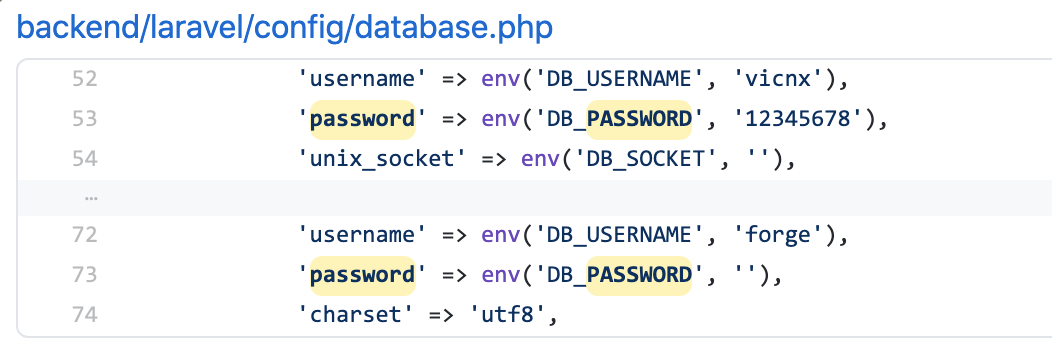 backend/laravel/config/database.php
52 'username' => env('DB_USERNAME', 'vicnx'),
53 'password' => env('DB_PASSWORD', '12345678'),
54 'unix_socket' => env('DB_SOCKET', ''),
…
72 'username' => env('DB_USERNAME', 'forge'),
73 'password' => env('DB_PASSWORD', ''),
74 'charset' => 'utf8',